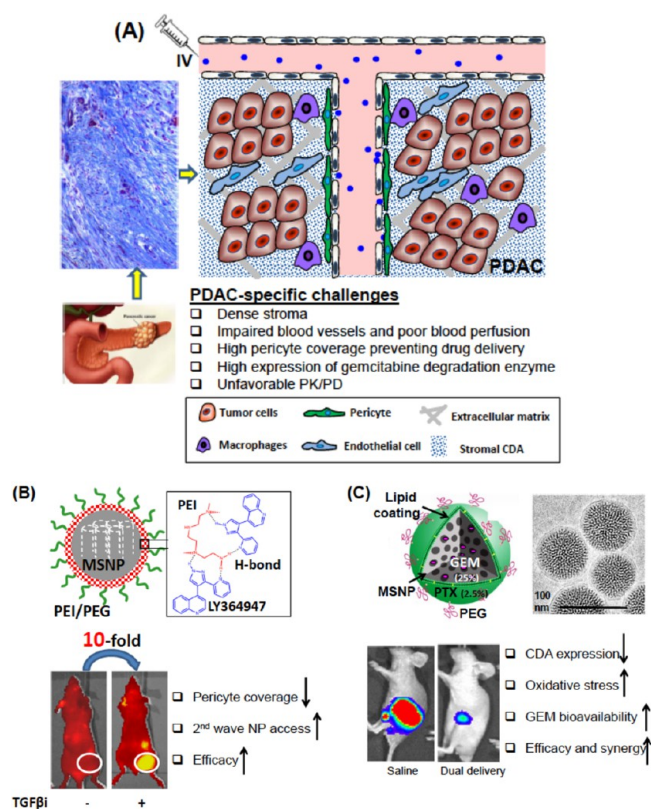 (A)
IV
PDAC
PDAC-specific challenges
Dense stroma
Impaired blood vessels and poor blood perfusion
High pericyte coverage preventing drug delivery
High expression of gemcitabine degradation enzyme
Unfavorable PK/PD
Tumor cells
Pericyte
Extracellular matrix
Macrophages
Endothelial cell
Stromal CDA
(B)
PEI
MSNP
H-bond
PEI/PEG
LY364947
10-fold
Pericyte coverage
2nd wave NP access
Efficacy
TGFβi - +
(C)
Lipid
coating
GEM
(25%)
MSNP
PTX (2.5%)
PEG
100
nm
CDA expression
Oxidative stress
GEM bioavailability
Efficacy and synergy
Saline
Dual delivery